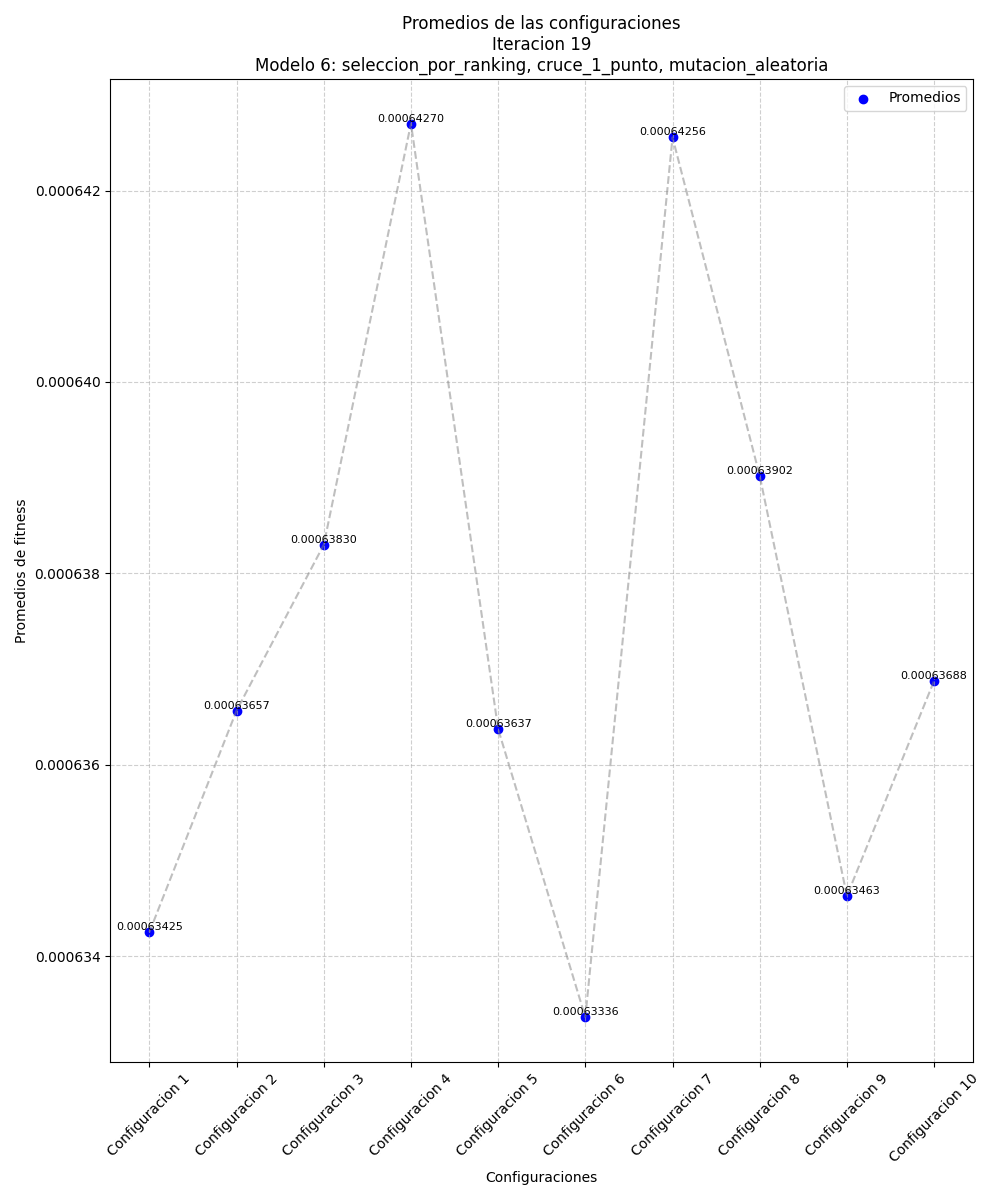 Promedios de las configuraciones
Iteracion 19
Modelo 6: seleccion_por_ranking, cruce_1_punto, mutacion_aleatoria
Promedios
0.00064270
0.00064256
0.000642
0.000640
0.00063902
0.00063830
0.000638
0.00063688
0.00063657
0.00063637
0.000636
0.00063463
0.00063425
0.000634
0.00063336
Promedios de fitness
Configuracion 1
Configuracion 2
Configuracion 3
Configuracion 4
Configuracion 5
Configuracion 6
Configuracion 7
Configuracion 8
Configuracion 9
Configuracion 10
Configuraciones